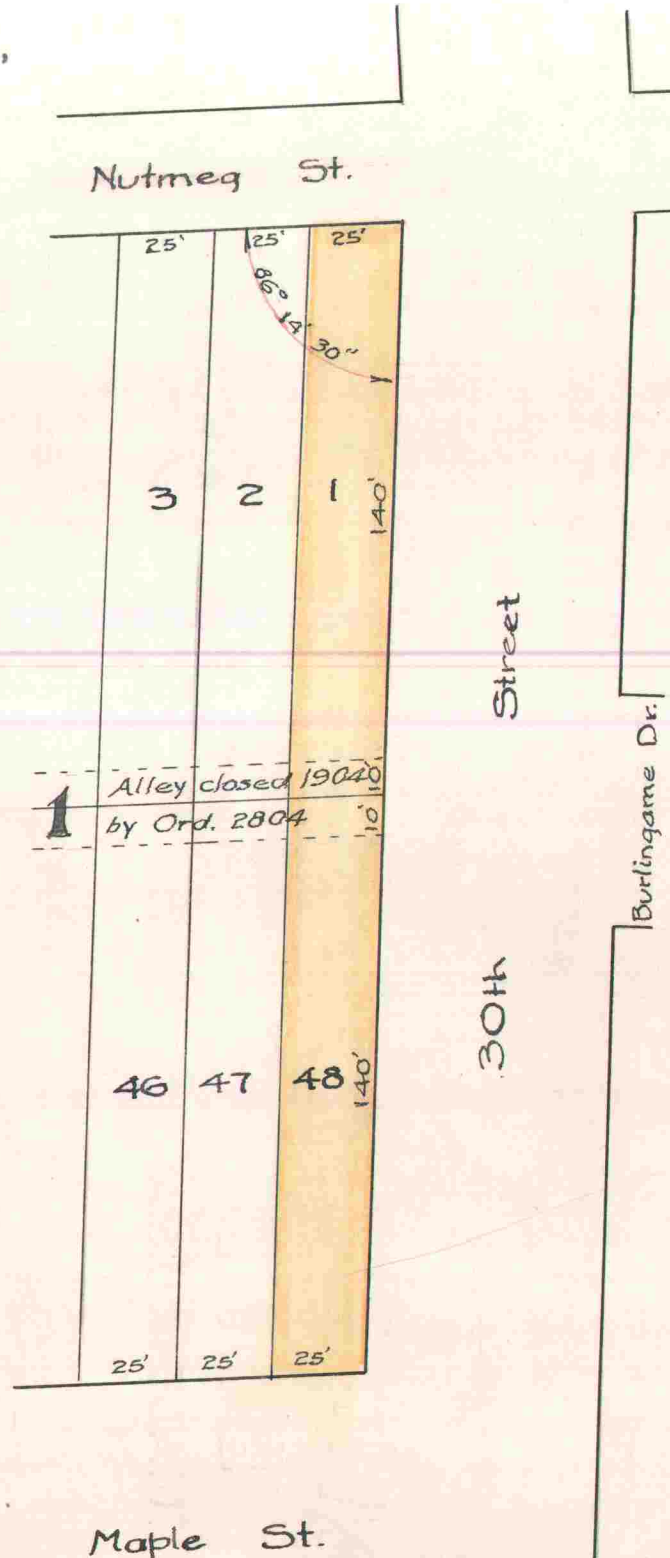 Nutmeg St.
25' 25' 25'
86° 14' 30"
3 2 1 140'
Street
Alley closed 1904 10'
1
by Ord. 2804 10'
Burlingame Dr.
30th
46 47 48 140'
25' 25' 25'
Maple St.